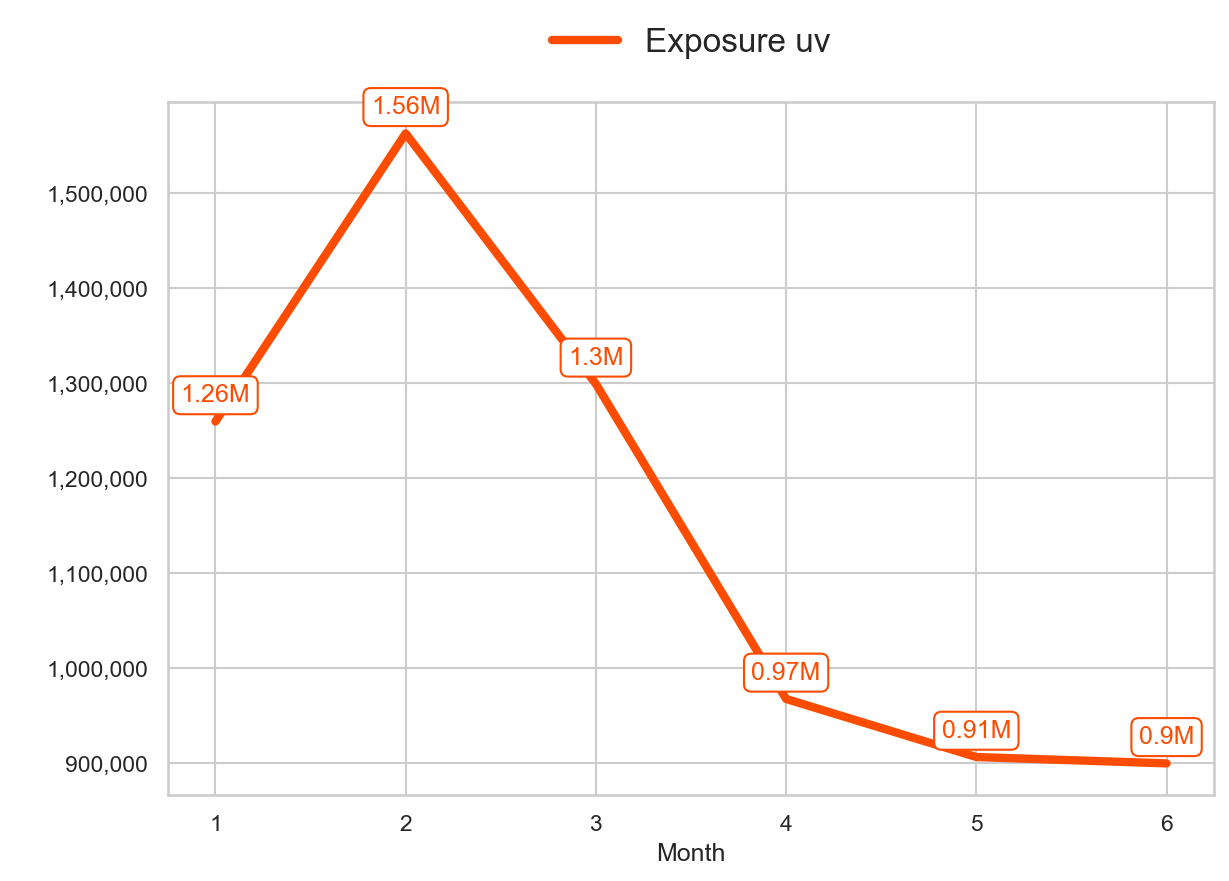 Exposure uv
1.56M
1,500,000
1,400,000
1.3M
1,300,000
1.26M
1,200,000
1,100,000
1,000,000
0.97M
0.91M
0.9M
900,000
1 2 3 4 5 6
Month